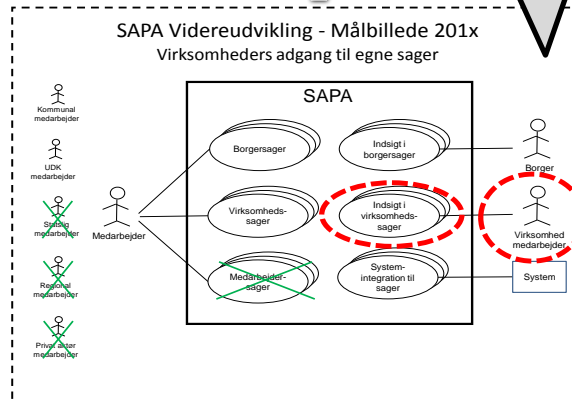 SAPA Videreudvikling - Målbillede 201x
Virksomheders adgang til egne sager
SAPA
Kommunal
medarbejder
UDK
medarbejder
Statslig
medarbejder
Regional
medarbejder
Privat aktør
medarbejder
Medarbejder
Borgersager
Virksomheds-
sager
Medarbejder-
sager
Indsigt i
borgersager
Indsigt i
virksomheds-
sager
System-
integration til
sager
Borger
Virksomhed
medarbejder
System